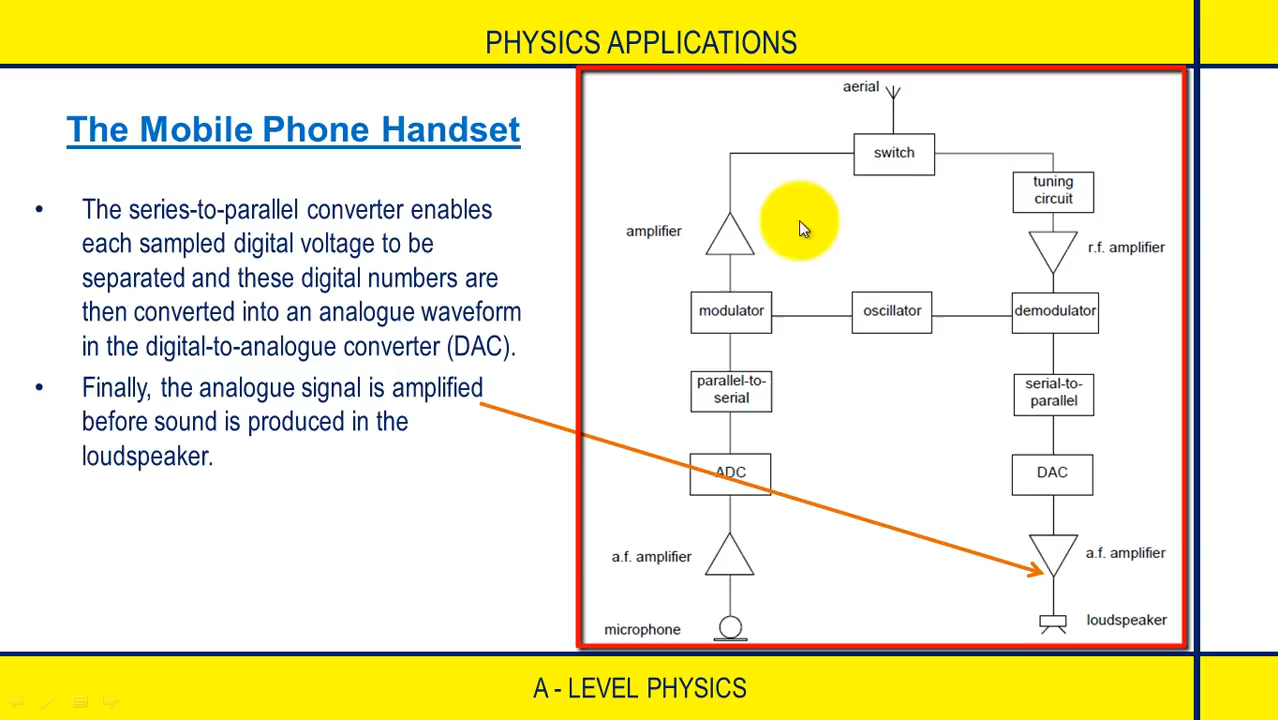 PHYSICS APPLICATIONS
The Mobile Phone Handset
• The series-to-parallel converter enables
each sampled digital voltage to be
separated and these digital numbers are
then converted into an analogue waveform
in the digital-to-analogue converter (DAC).
• Finally, the analogue signal is amplified
before sound is produced in the
loudspeaker.
aerial
switch
tuning
circuit
amplifier
r.f. amplifier
modulator
oscillator
demodulator
parallel-to-
serial
serial-to-
parallel
ADC
DAC
a.f. amplifier
a.f. amplifier
microphone
loudspeaker
A - LEVEL PHYSICS